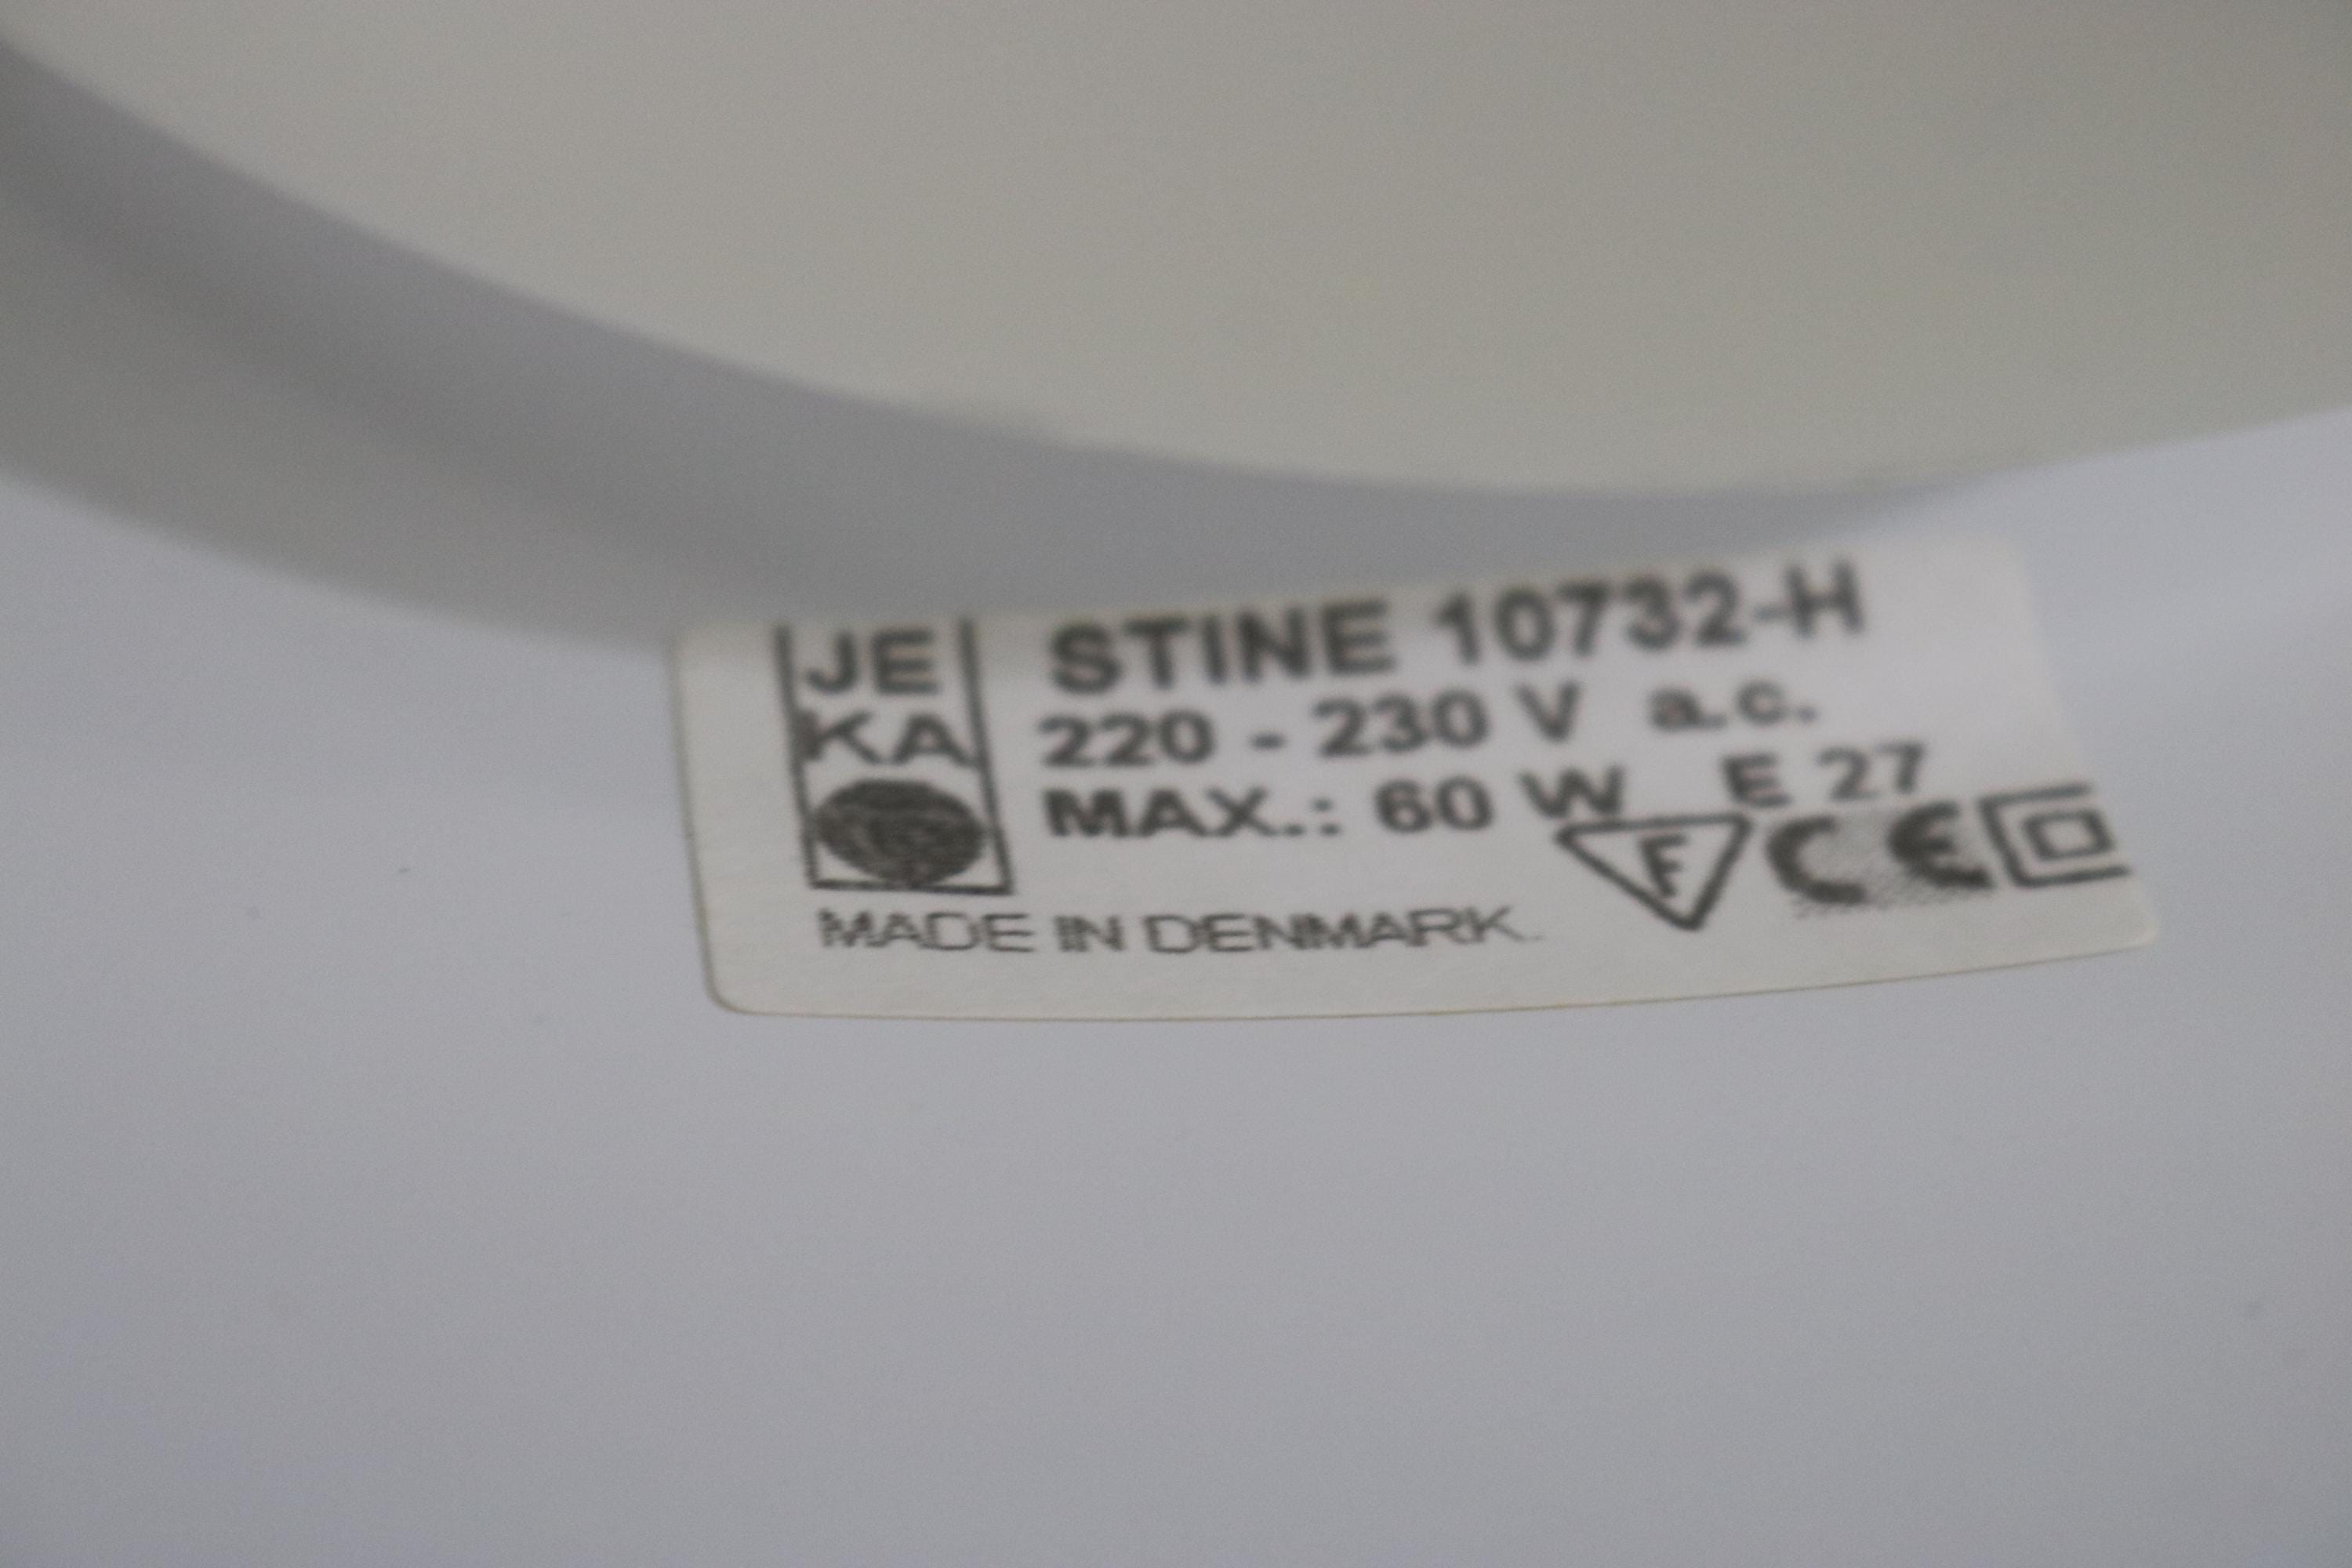 JE
KA
STINE 10732-H
220 - 230 V a.c.
MAX.: 60 W E 27
F CE
MADE IN DENMARK.